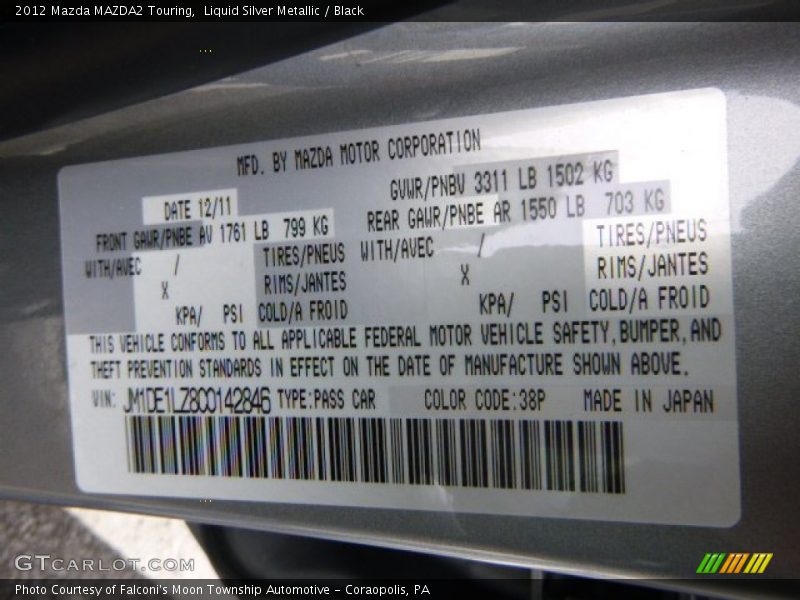 2012 Mazda MAZDA2 Touring,  Liquid Silver Metallic / Black
MFD. BY MAZDA MOTOR CORPORATION
DATE 12/11
GVWR/PNBV 3311 LB 1502 KG
FRONT GAWR/PNBE AV 1761 LB 799 KG
REAR GAWR/PNBE AR 1550 LB 703 KG
WITH/AVEC / TIRES/PNEUS WITH/AVEC / TIRES/PNEUS
X RIMS/JANTES X RIMS/JANTES
KPA/ PSI COLD/A FROID KPA/ PSI COLD/A FROID
THIS VEHICLE CONFORMS TO ALL APPLICABLE FEDERAL MOTOR VEHICLE SAFETY, BUMPER, AND
THEFT PREVENTION STANDARDS IN EFFECT ON THE DATE OF MANUFACTURE SHOWN ABOVE.
VIN: JM1DE1LZ8C0142846 TYPE:PASS CAR COLOR CODE:38P MADE IN JAPAN
GTcarlot.com
Photo Courtesy of Falconi's Moon Township Automotive - Coraopolis, PA